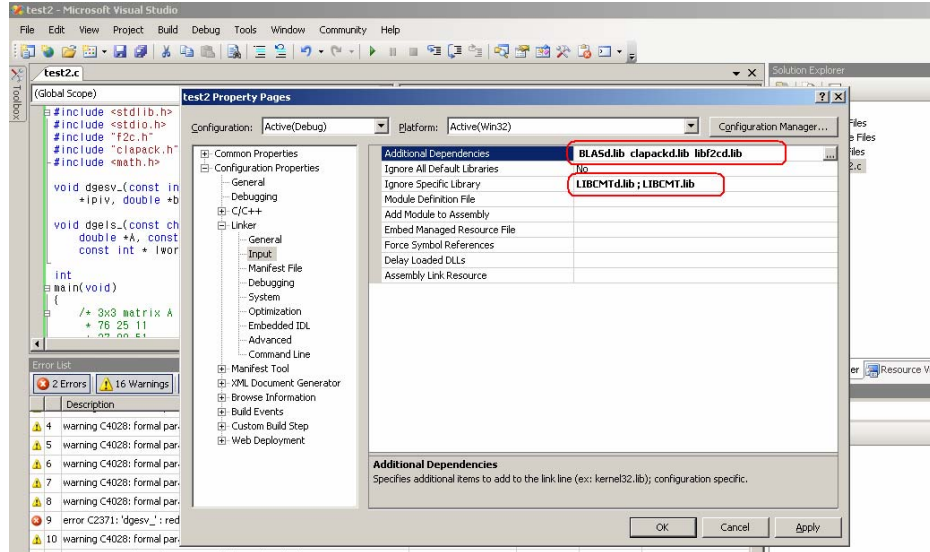 test2 - Microsoft Visual Studio
File Edit View Project Build Debug Tools Window Community Help
Toolbox
test2.c
Solution Explorer
(Global Scope)
#include <stdlib.h>
#include <stdio.h>
#include "f2c.h"
#include "clapack.h"
#include <math.h>
void dgesv_(const in
*ipiv, double *b
void dgels_(const ch
double *A, const
const int * lwor
int
main(void)
{
/* 3x3 matrix A
* 76 25 11
test2 Property Pages
Configuration: Active(Debug) Platform: Active(Win32) Configuration Manager...
Common Properties
Configuration Properties
General
Debugging
C/C++
Linker
General
Input
Manifest File
Debugging
System
Optimization
Embedded IDL
Advanced
Command Line
Manifest Tool
XML Document Generator
Browse Information
Build Events
Custom Build Step
Web Deployment
Additional Dependencies BLASd.lib clapackd.lib libf2cd.lib ...
Ignore All Default Libraries No
Ignore Specific Library LIBCMTd.lib ; LIBCMT.lib
Module Definition File
Add Module to Assembly
Embed Managed Resource File
Force Symbol References
Delay Loaded DLLs
Assembly Link Resource
Additional Dependencies
Specifies additional items to add to the link line (ex: kernel32.lib); configuration specific.
OK Cancel Apply
Files
e Files
2.c
er Resource V
Error List
2 Errors 16 Warnings
Description
4 warning C4028: formal par
5 warning C4028: formal par
6 warning C4028: formal par
7 warning C4028: formal par
8 warning C4028: formal par
9 error C2371: 'dgesv_' : red
10 warning C4028: formal par